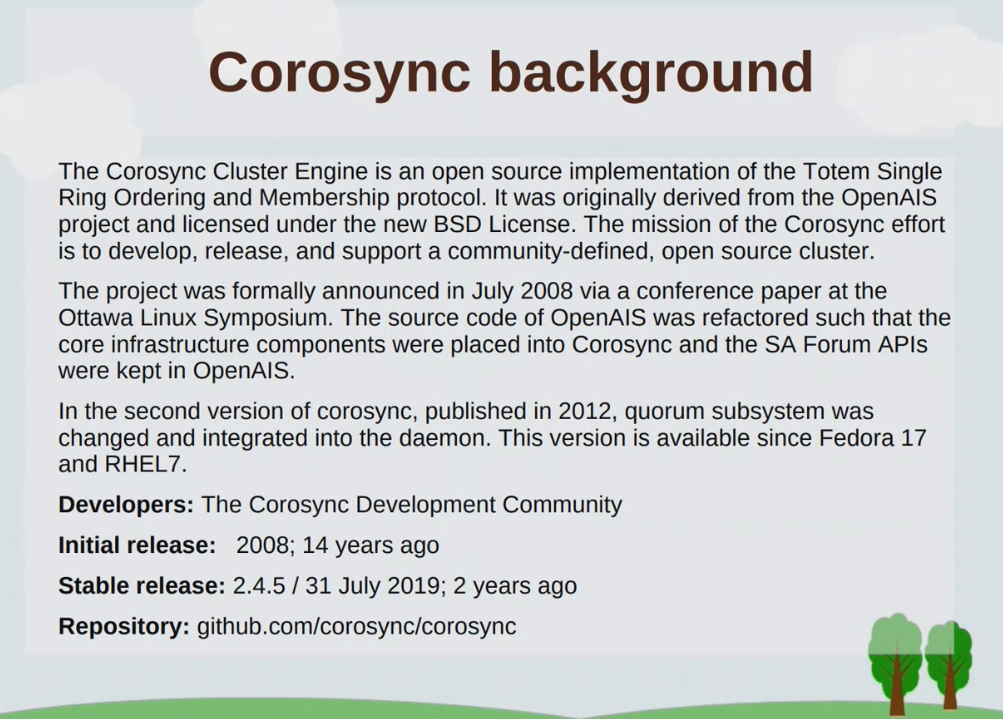 Corosync background
The Corosync Cluster Engine is an open source implementation of the Totem Single
Ring Ordering and Membership protocol. It was originally derived from the OpenAIS
project and licensed under the new BSD License. The mission of the Corosync effort
is to develop, release, and support a community-defined, open source cluster.
The project was formally announced in July 2008 via a conference paper at the
Ottawa Linux Symposium. The source code of OpenAIS was refactored such that the
core infrastructure components were placed into Corosync and the SA Forum APIs
were kept in OpenAIS.
In the second version of corosync, published in 2012, quorum subsystem was
changed and integrated into the daemon. This version is available since Fedora 17
and RHEL7.
Developers: The Corosync Development Community
Initial release: 2008; 14 years ago
Stable release: 2.4.5 / 31 July 2019; 2 years ago
Repository: github.com/corosync/corosync